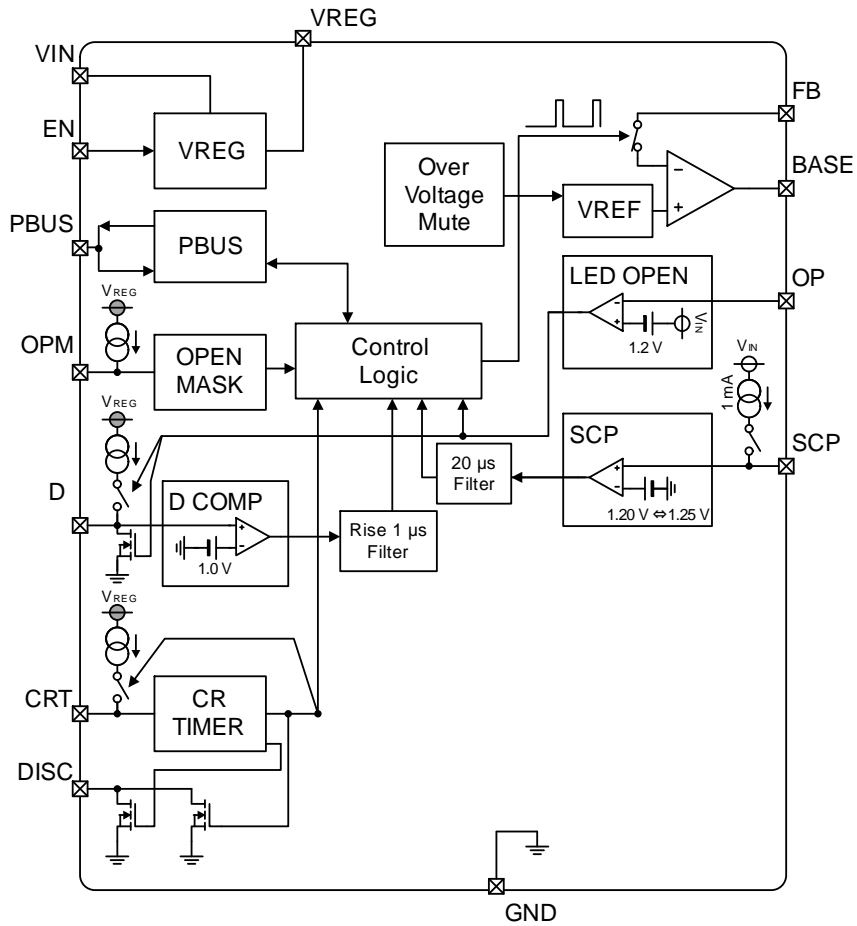 VREG
VIN
EN
VREG
FB
BASE
Over
Voltage
Mute
VREF
PBUS
PBUS
LED OPEN
OP
1.2 V
VIN
VREG
OPM
OPEN
MASK
Control
Logic
VIN
1 mA
VREG
SCP
SCP
1.20 V ⇔1.25 V
20 µs
Filter
D
D COMP
1.0 V
Rise 1 µs
Filter
VREG
CRT
CR
TIMER
DISC
GND